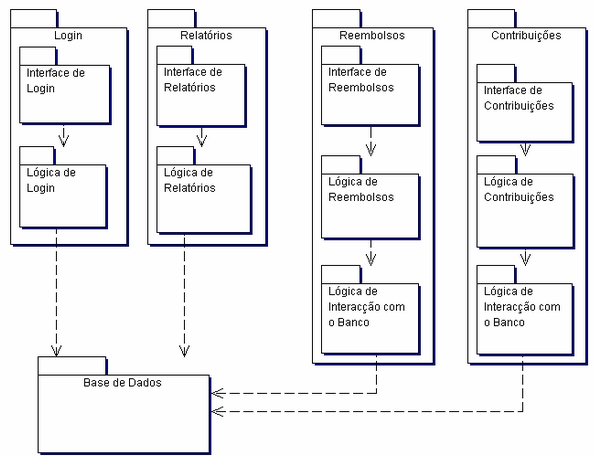 Login
Interface de
Login
Lógica de
Login
Relatórios
Interface de
Relatórios
Lógica de
Relatórios
Reembolsos
Interface de
Reembolsos
Lógica de
Reembolsos
Lógica de
Interacção com
o Banco
Contribuições
Interface de
Contribuições
Lógica de
Contribuições
Lógica de
Interacção com
o Banco
Base de Dados